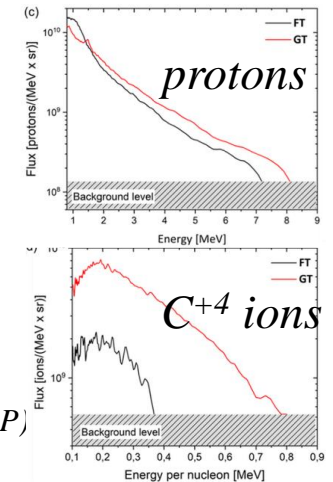 (c)
FT
GT
protons
10¹⁰
10⁹
10⁸
Flux [protons/(MeV x sr)]
Background level
1 2 3 4 5 6 7 8 9
Energy [MeV]
FT
GT
C⁺⁴ ions
10⁹
Flux [ions/(MeV x sr)]
P)
Background level
0,1 0,2 0,3 0,4 0,5 0,6 0,7 0,8 0,9
Energy per nucleon [MeV]